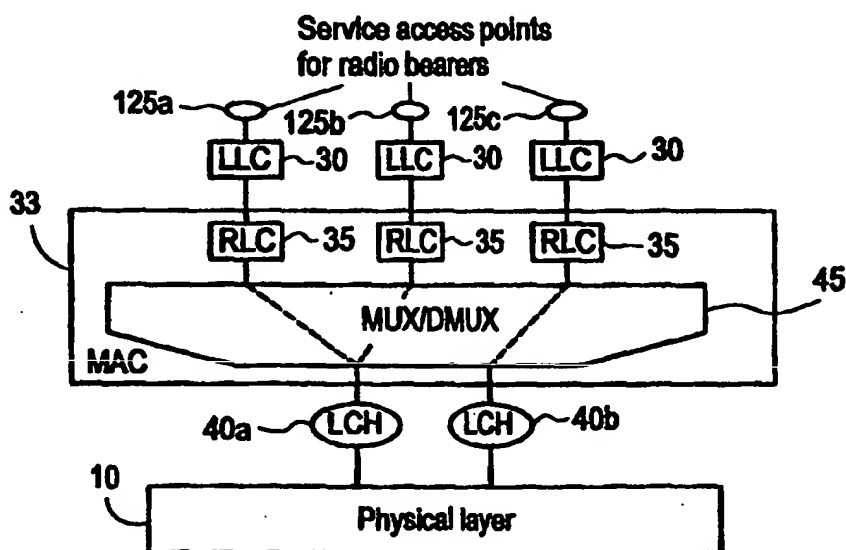 Service access points
for radio bearers
125a 125b 125c
LLC 30 LLC 30 LLC 30
33
RLC 35 RLC 35 RLC 35
45
MUX/DMUX
MAC
40a LCH LCH 40b
10
Physical layer